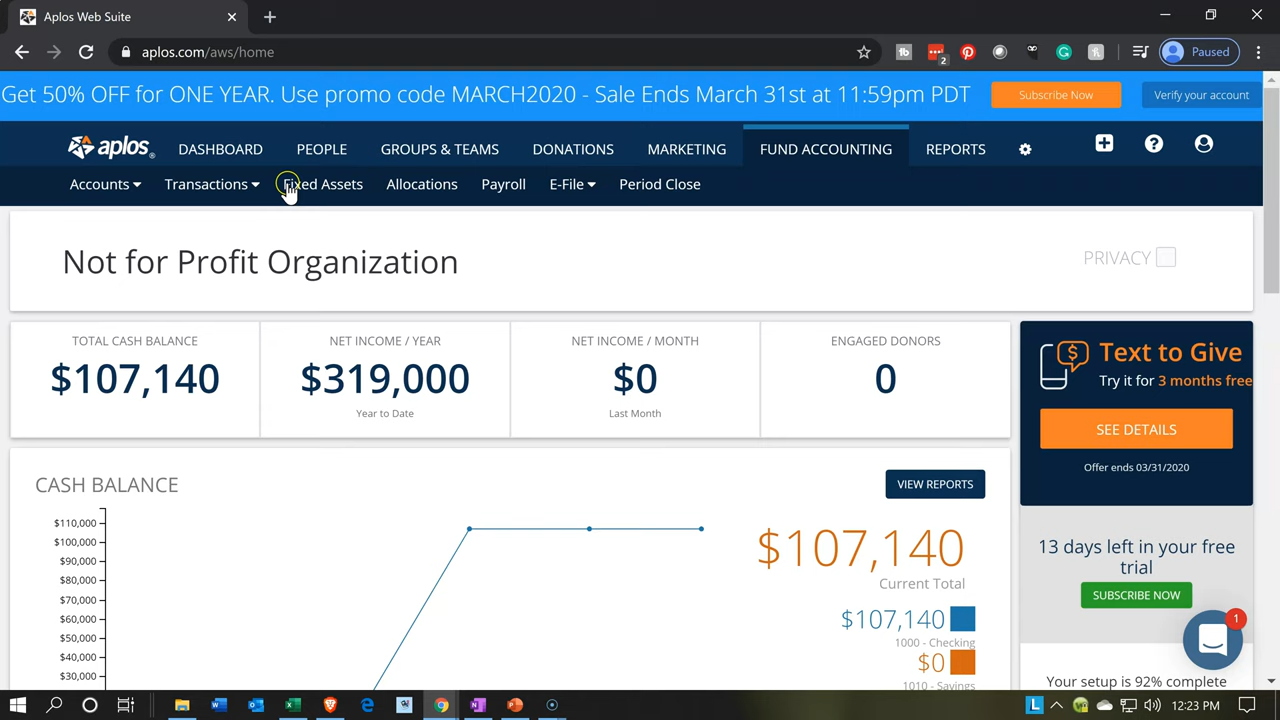 Aplos Web Suite
aplos.com/aws/home
2
Paused
Get 50% OFF for ONE YEAR. Use promo code MARCH2020 - Sale Ends March 31st at 11:59pm PDT
Subscribe Now
Verify your account
aplos
DASHBOARD
PEOPLE
GROUPS & TEAMS
DONATIONS
MARKETING
FUND ACCOUNTING
REPORTS
Accounts
Transactions
Fixed Assets
Allocations
Payroll
E-File
Period Close
Not for Profit Organization
PRIVACY
TOTAL CASH BALANCE
$107,140
NET INCOME / YEAR
$319,000
Year to Date
NET INCOME / MONTH
$0
Last Month
ENGAGED DONORS
0
Text to Give
Try it for 3 months free
SEE DETAILS
Offer ends 03/31/2020
CASH BALANCE
VIEW REPORTS
$110,000
$100,000
$90,000
$80,000
$70,000
$60,000
$50,000
$40,000
$30,000
$107,140
Current Total
$107,140
1000 - Checking
$0
1010 - Savings
13 days left in your free
trial
SUBSCRIBE NOW
1
Your setup is 92% complete
12:23 PM